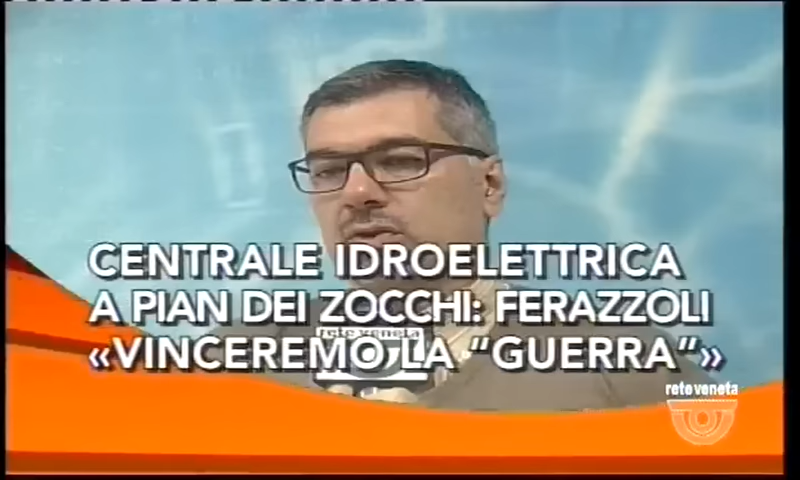 CENTRALE IDROELETTRICA
A PIAN DEI ZOCCHI: FERAZZOLI
rete veneta
«VINCEREMO LA “GUERRA”»
rete veneta